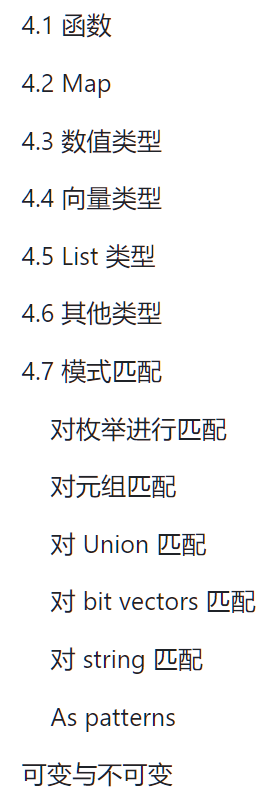 4.1 函数
4.2 Map
4.3 数值类型
4.4 向量类型
4.5 List 类型
4.6 其他类型
4.7 模式匹配
对枚举进行匹配
对元组匹配
对 Union 匹配
对 bit vectors 匹配
对 string 匹配
As patterns
可变与不可变